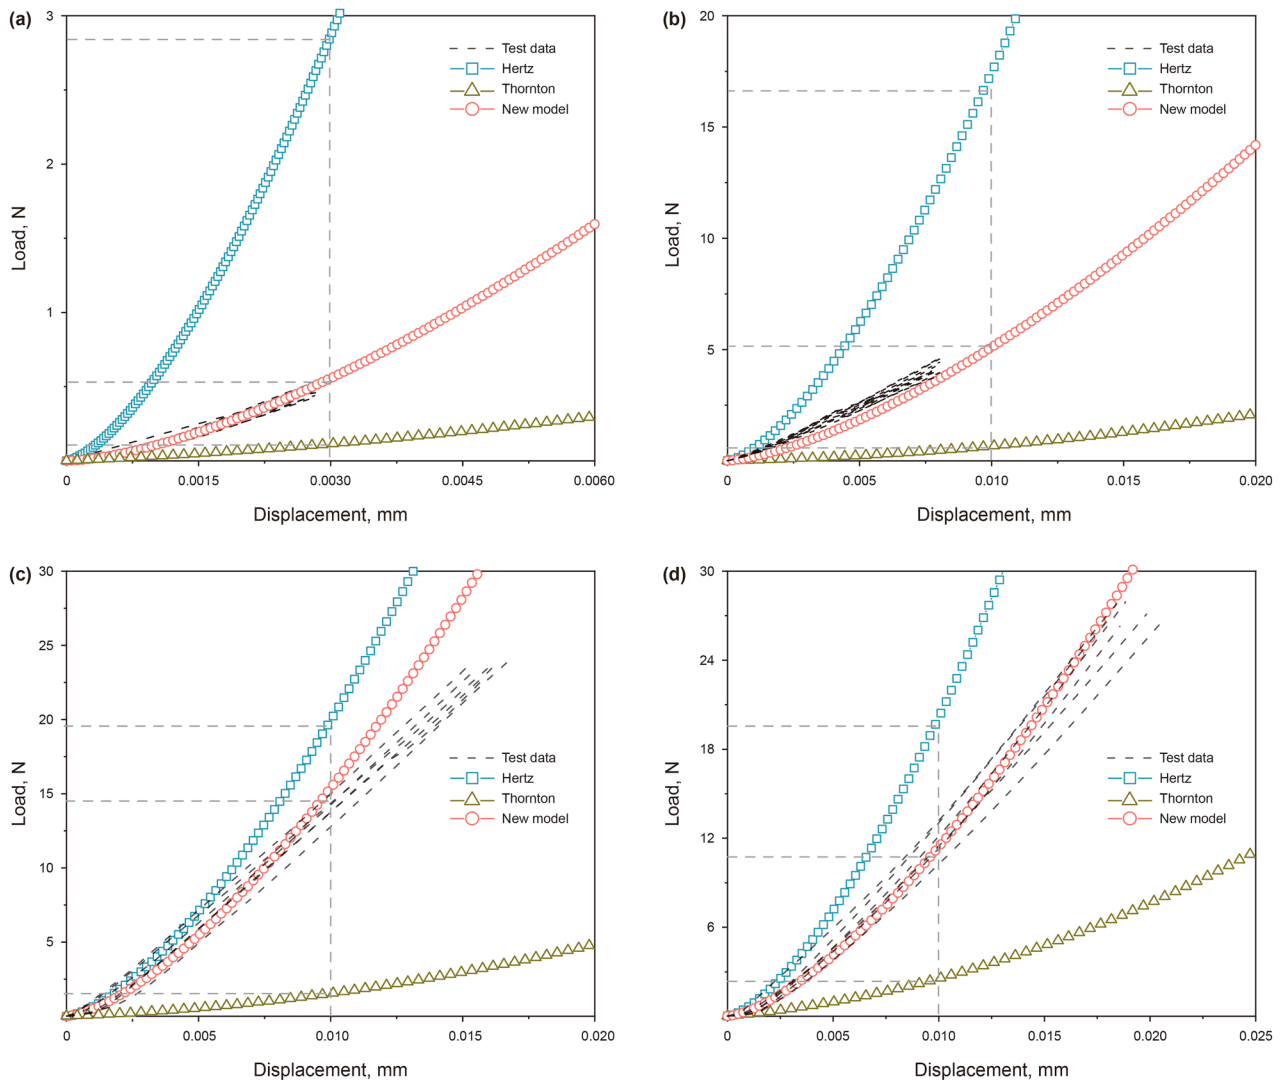 (a)
3
2
1
0
0.0015
0.0030
0.0045
0.0060
Load, N
Displacement, mm
Test data
Hertz
Thornton
New model
(b)
20
15
10
5
0
0.005
0.010
0.015
0.020
Load, N
Displacement, mm
Test data
Hertz
Thornton
New model
(c)
30
25
20
15
10
5
0
0.005
0.010
0.015
0.020
Load, N
Displacement, mm
Test data
Hertz
Thornton
New model
(d)
30
24
18
12
6
0
0.005
0.010
0.015
0.020
0.025
Load, N
Displacement, mm
Test data
Hertz
Thornton
New model